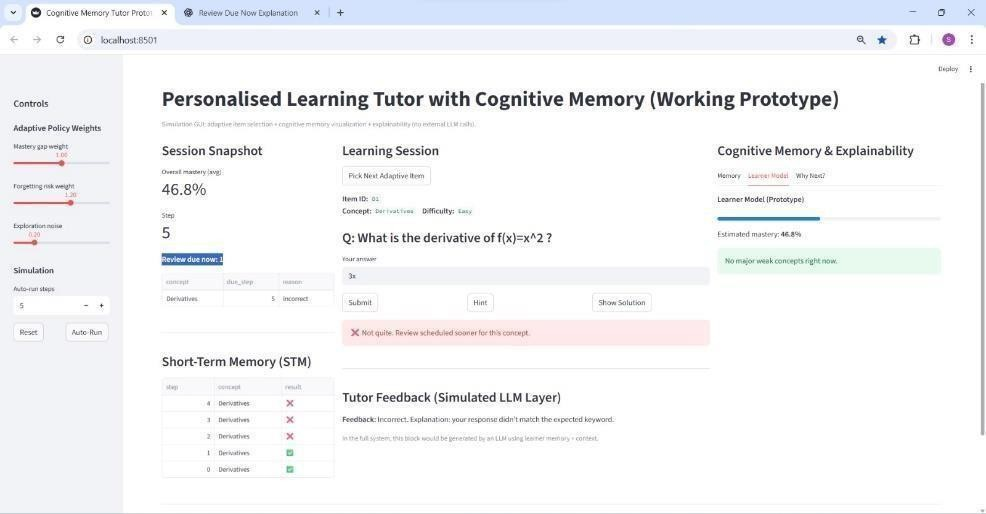 Cognitive Memory Tutor Protot
Review Due Now Explanation
localhost:8501
S
Deploy
Controls
Adaptive Policy Weights
Mastery gap weight
1.00
Forgetting risk weight
1.20
Exploration noise
0.20
Simulation
Auto-run steps
5
- +
Reset Auto-Run
Personalised Learning Tutor with Cognitive Memory (Working Prototype)
Simulation GUI: adaptive item selection + cognitive memory visualization + explainability (no external LLM calls).
Session Snapshot
Overall mastery (avg)
46.8%
Step
5
Review due now: 1
concept due_step reason
Derivatives 5 incorrect
Short-Term Memory (STM)
step concept result
4 Derivatives ❌
3 Derivatives ❌
2 Derivatives ❌
1 Derivatives ✅
0 Derivatives ✅
Learning Session
Pick Next Adaptive Item
Item ID: D1
Concept: Derivatives Difficulty: Easy
Q: What is the derivative of f(x)=x^2 ?
Your answer
3x
Submit Hint Show Solution
❌ Not quite. Review scheduled sooner for this concept.
Tutor Feedback (Simulated LLM Layer)
Feedback: Incorrect. Explanation: your response didn't match the expected keyword.
In the full system, this block would be generated by an LLM using learner memory + context.
Cognitive Memory & Explainability
Memory Learner Model Why Next?
Learner Model (Prototype)
Estimated mastery: 46.8%
No major weak concepts right now.